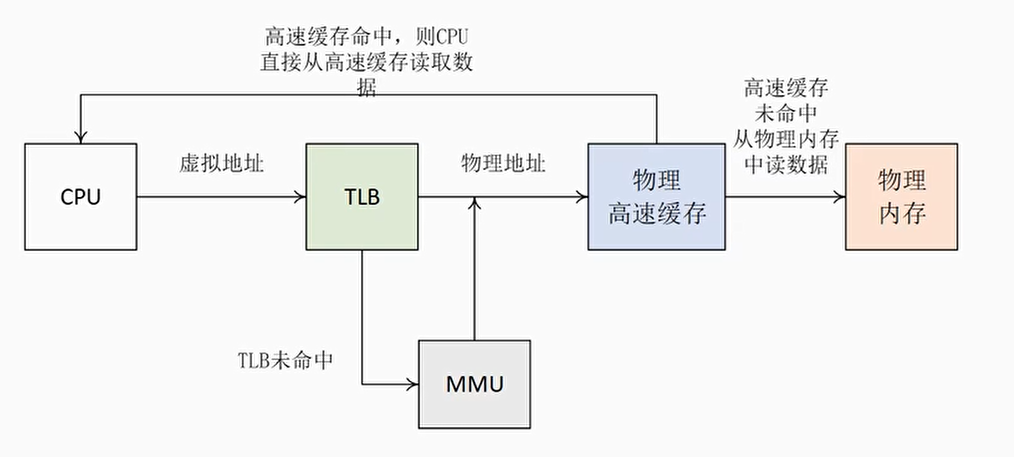 高速缓存命中，则CPU
直接从高速缓存读取数
据
高速缓存
未命中
从物理内存
中读数据
CPU
虚拟地址
TLB
物理地址
物理
高速缓存
物理
内存
TLB未命中
MMU